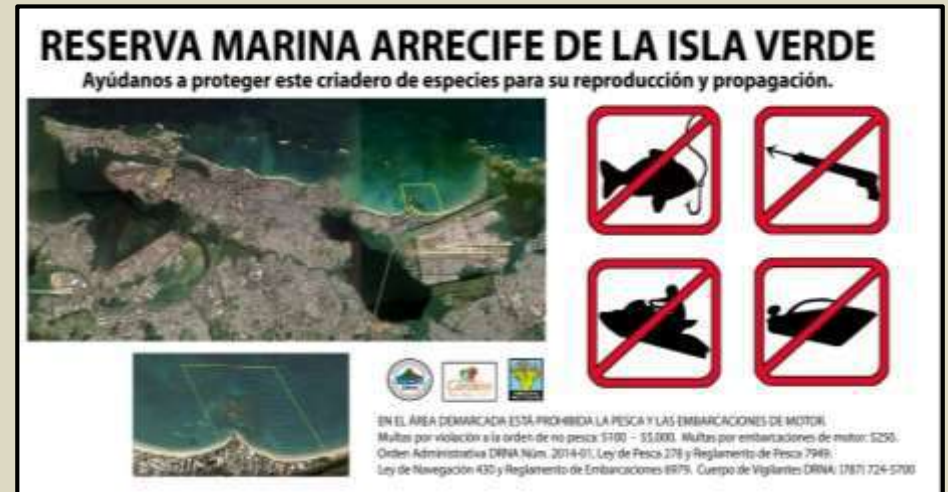 RESERVA MARINA ARRECIFE DE LA ISLA VERDE
Ayúdanos a proteger este criadero de especies para su reproducción y propagación.
EN EL ÁREA DEMARCADA ESTÁ PROHIBIDA LA PESCA Y LAS EMBARCACIONES DE MOTOR.
Multas por violación a la orden de no pesca: $100 - $5,000. Multas por embarcaciones de motor: $250.
Orden Administrativa DRNA Núm. 2014-01, Ley de Pesca 278 y Reglamento de Pesca 7949.
Ley de Navegación 430 y Reglamento de Embarcaciones 6979. Cuerpo de Vigilantes DRNA: (787) 724-5700